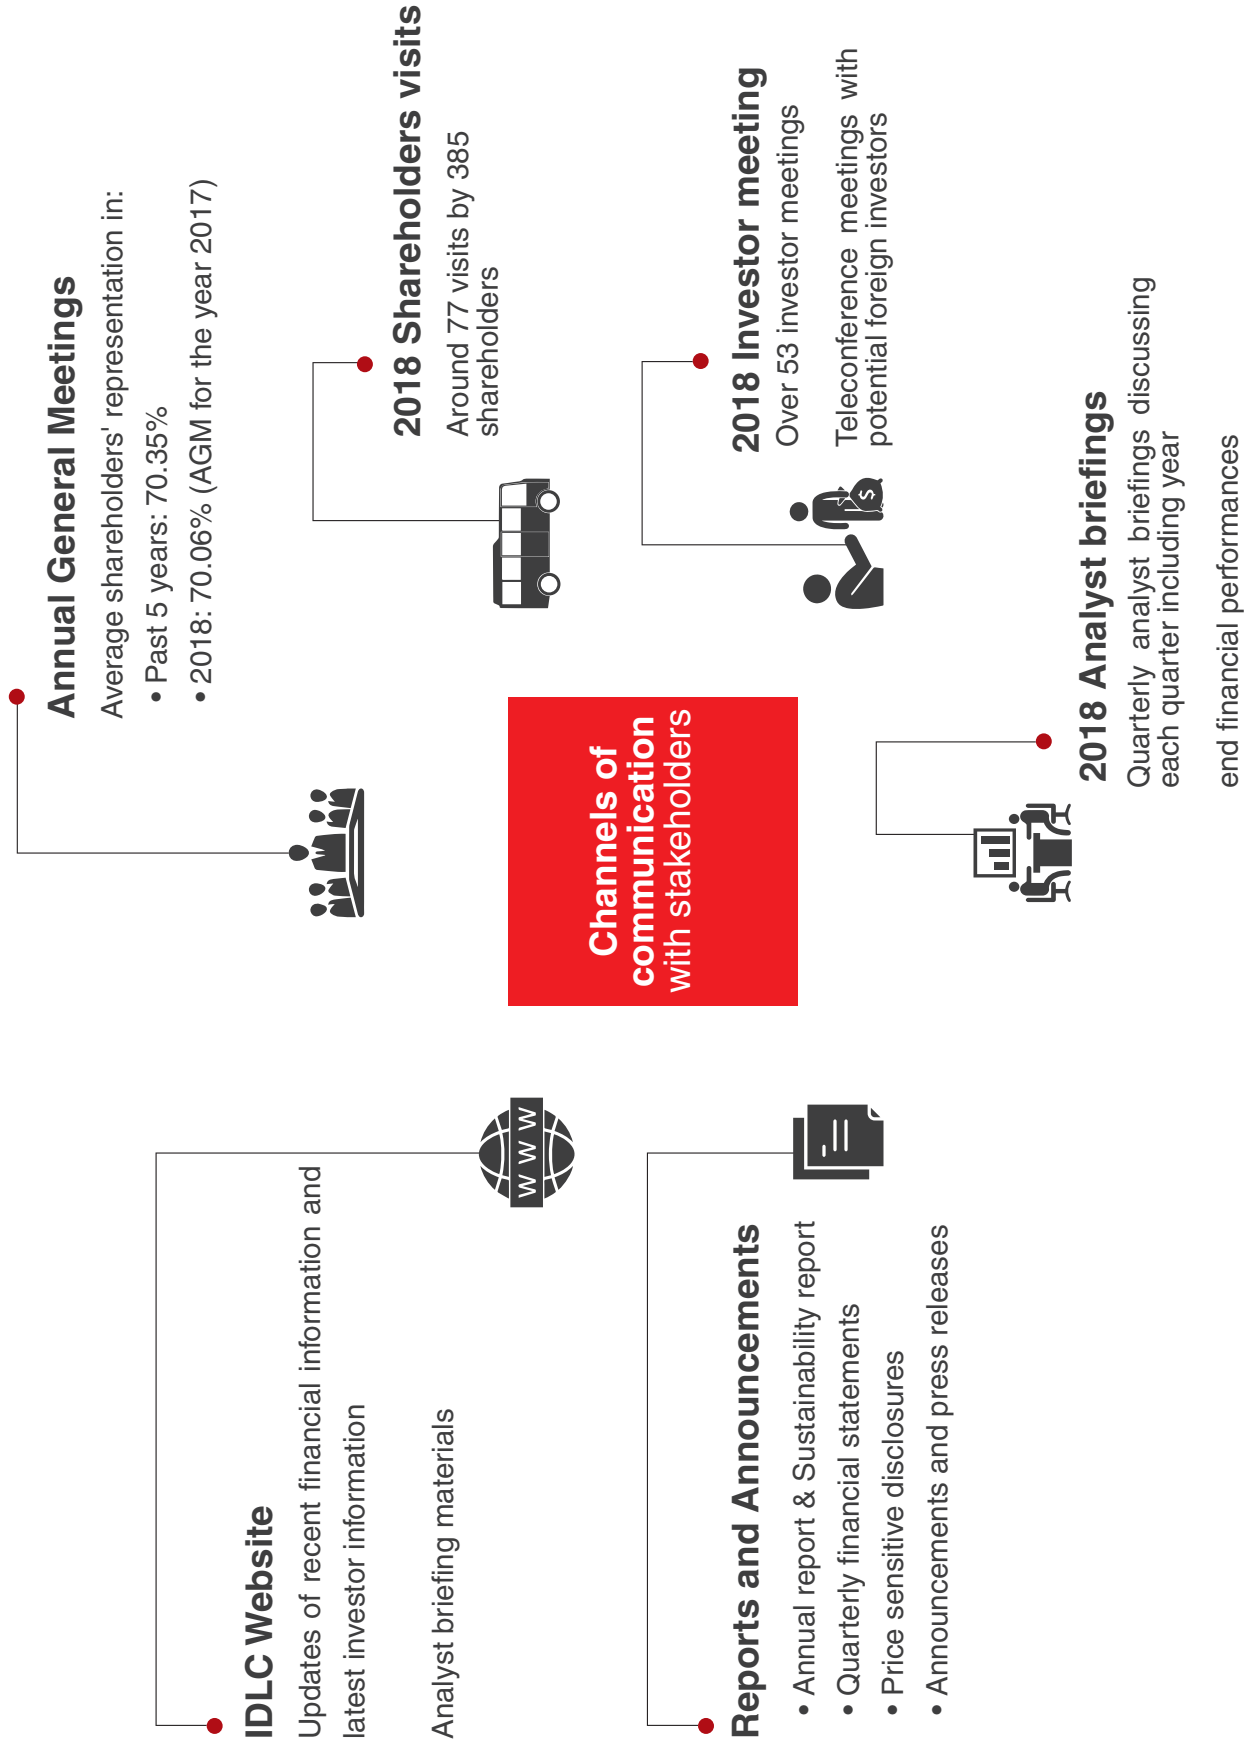 Annual General Meetings
Average shareholders' representation in:
• Past 5 years: 70.35%
• 2018: 70.06% (AGM for the year 2017)
IDLC Website
Updates of recent financial information and
latest investor information
Analyst briefing materials
WWW
2018 Shareholders visits
Around 77 visits by 385
shareholders
Channels of
communication
with stakeholders
Reports and Announcements
• Annual report & Sustainability report
• Quarterly financial statements
• Price sensitive disclosures
• Announcements and press releases
2018 Investor meeting
Over 53 investor meetings
Teleconference meetings with
potential foreign investors
$
2018 Analyst briefings
Quarterly analyst briefings discussing
each quarter including year
end financial performances